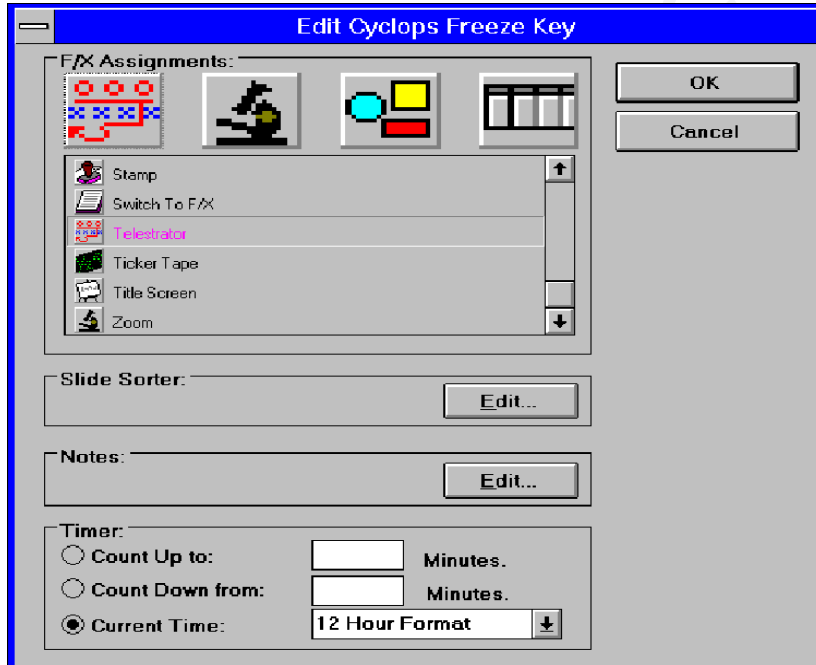 Edit Cyclops Freeze Key
F/X Assignments:
OK
Cancel
Stamp
Switch To F/X
Telestrator
Ticker Tape
Title Screen
Zoom
Slide Sorter:
Edit...
Notes:
Edit...
Timer:
Count Up to: Minutes.
Count Down from: Minutes.
Current Time: 12 Hour Format